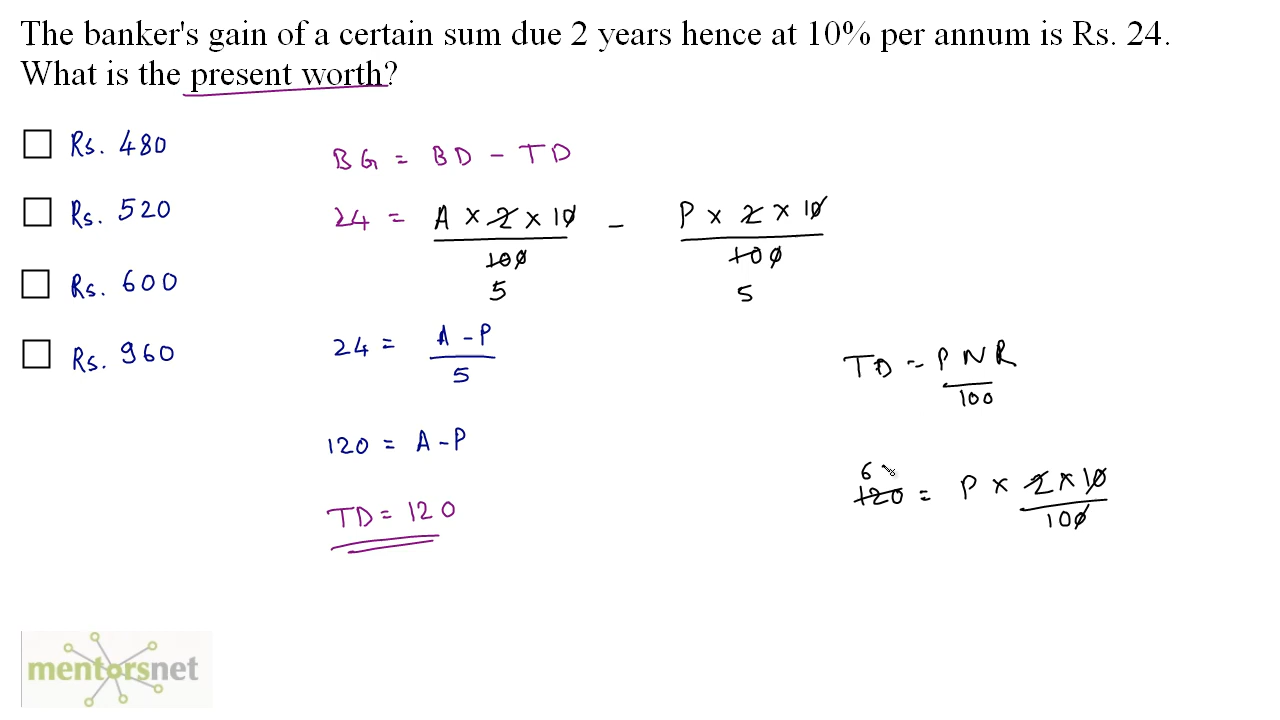 The banker's gain of a certain sum due 2 years hence at 10% per annum is Rs. 24.
What is the present worth?
Rs. 480
Rs. 520
Rs. 600
Rs. 960
BG = BD - TD
24 = A × 2 × 10 - P × 2 × 10
100 100
5 5
24 = A - P
5
120 = A - P
TD = 120
TD = PNR
100
6
120 = P × 2 × 10
100
mentorsnet